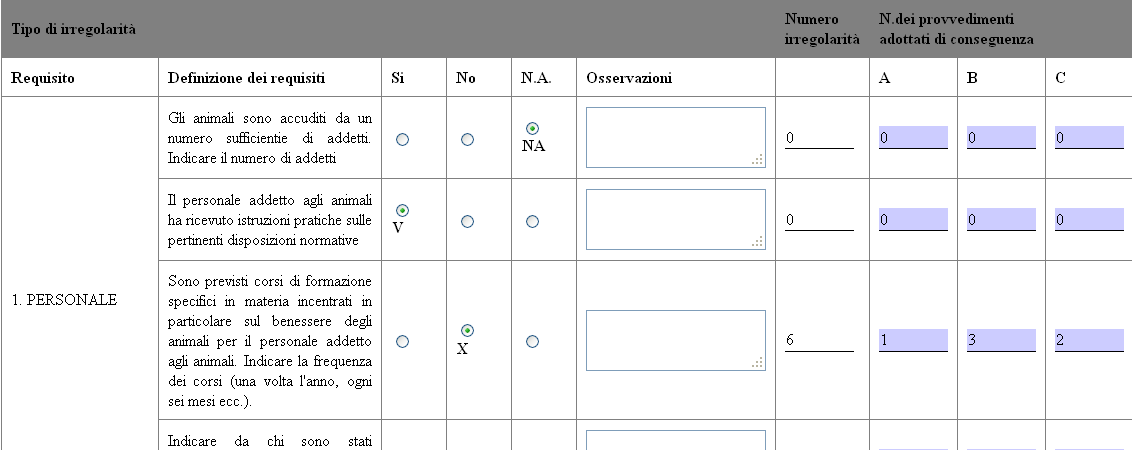 Tipo di irregolarità
Numero
irregolarità
N.dei provvedimenti
adottati di conseguenza
Requisito
Definizione dei requisiti
Si
No
N.A.
Osservazioni
A
B
C
1. PERSONALE
Gli animali sono accuditi da un
numero sufficientie di addetti.
Indicare il numero di addetti
NA
0
0
0
0
Il personale addetto agli animali
ha ricevuto istruzioni pratiche sulle
pertinenti disposizioni normative
V
0
0
0
0
Sono previsti corsi di formazione
specifici in materia incentrati in
particolare sul benessere degli
animali per il personale addetto
agli animali. Indicare la frequenza
dei corsi (una volta l'anno, ogni
sei mesi ecc.).
X
6
1
3
2
Indicare da chi sono stati